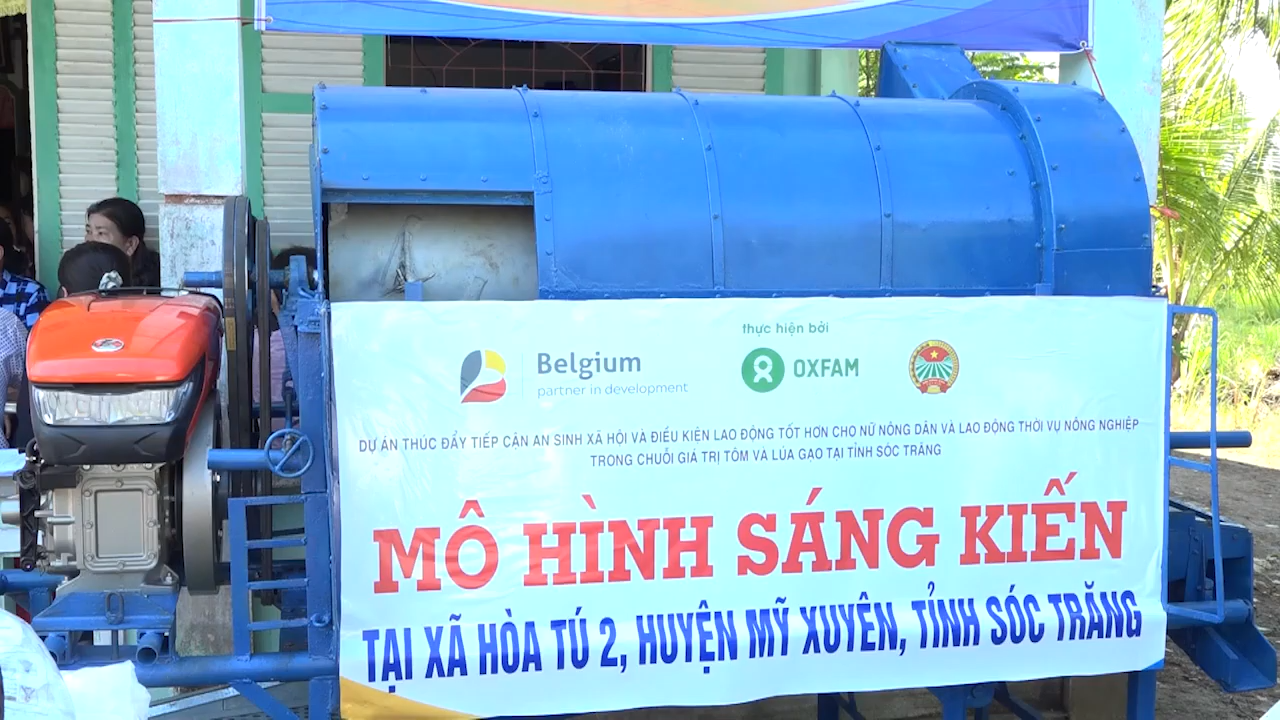 thực hiện bởi
Belgium
partner in development
OXFAM
DỰ ÁN THÚC ĐẨY TIẾP CẬN AN SINH XÃ HỘI VÀ ĐIỀU KIỆN LAO ĐỘNG TỐT HƠN CHO NỮ NÔNG DÂN VÀ LAO ĐỘNG THỜI VỤ NÔNG NGHIỆP
TRONG CHUỖI GIÁ TRỊ TÔM VÀ LÚA GẠO TẠI TỈNH SÓC TRĂNG
MÔ HÌNH SÁNG KIẾN
TẠI XÃ HÒA TÚ 2, HUYỆN MỸ XUYÊN, TỈNH SÓC TRĂNG